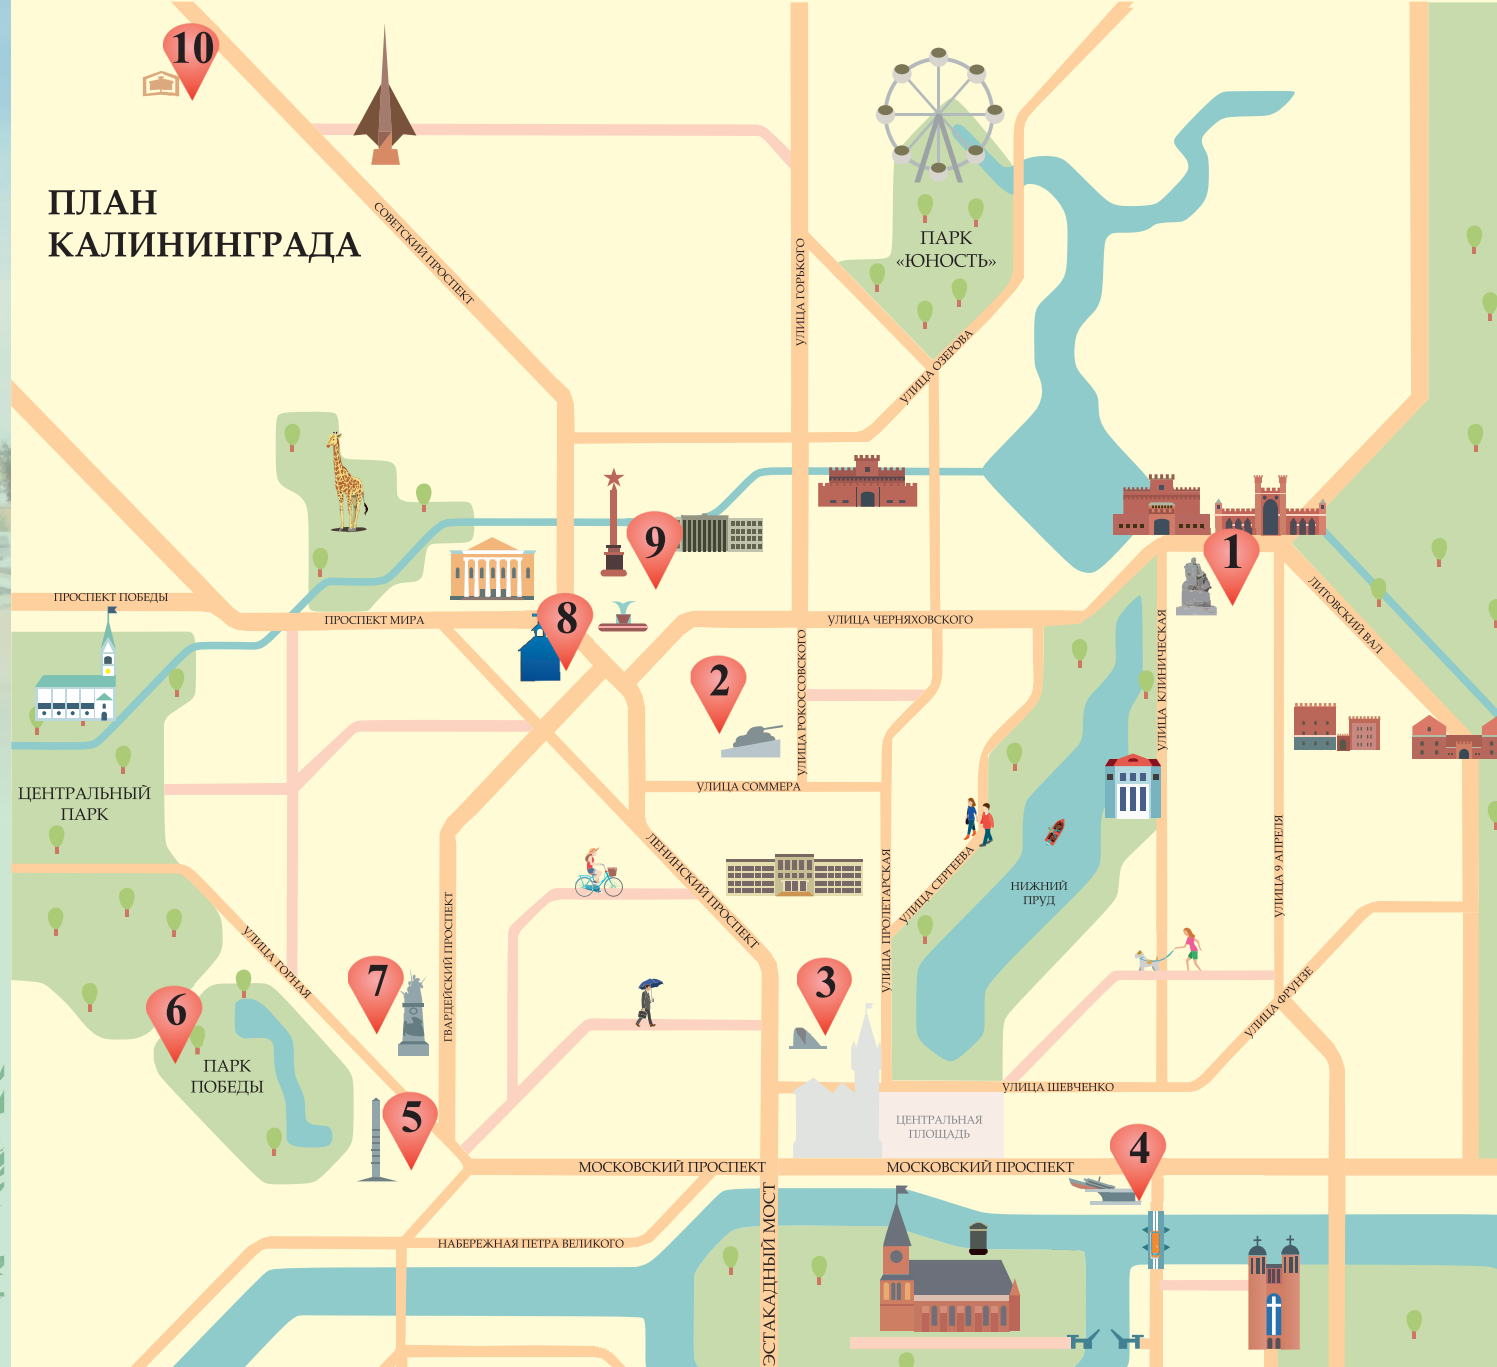 10
ПЛАН
КАЛИНИНГРАДА
СОВЕТСКИЙ ПРОСПЕКТ
УЛИЦА ГОРЬКОГО
ПАРК
«ЮНОСТЬ»
УЛИЦА ОЗЕРОВА
9
1
ПРОСПЕКТ ПОБЕДЫ
ПРОСПЕКТ МИРА
8
УЛИЦА ЧЕРНЯХОВСКОГО
ЛИТОВСКИЙ ВАЛ
2
УЛИЦА РОКОССОВСКОГО
УЛИЦА КЛИНИЧЕСКАЯ
ЦЕНТРАЛЬНЫЙ
ПАРК
УЛИЦА СОММЕРА
ЛЕНИНСКИЙ ПРОСПЕКТ
УЛИЦА ПРОЛЕТАРСКАЯ
УЛИЦА СЕРГЕЕВА
НИЖНИЙ
ПРУД
УЛИЦА 9 АПРЕЛЯ
УЛИЦА ГОРНАЯ
ГВАРДЕЙСКИЙ ПРОСПЕКТ
7
3
6
УЛИЦА ФРУНЗЕ
ПАРК
ПОБЕДЫ
УЛИЦА ШЕВЧЕНКО
5
ЦЕНТРАЛЬНАЯ
ПЛОЩАДЬ
4
МОСКОВСКИЙ ПРОСПЕКТ
МОСКОВСКИЙ ПРОСПЕКТ
НАБЕРЕЖНАЯ ПЕТРА ВЕЛИКОГО
ЭСТАКАДНЫЙ МОСТ